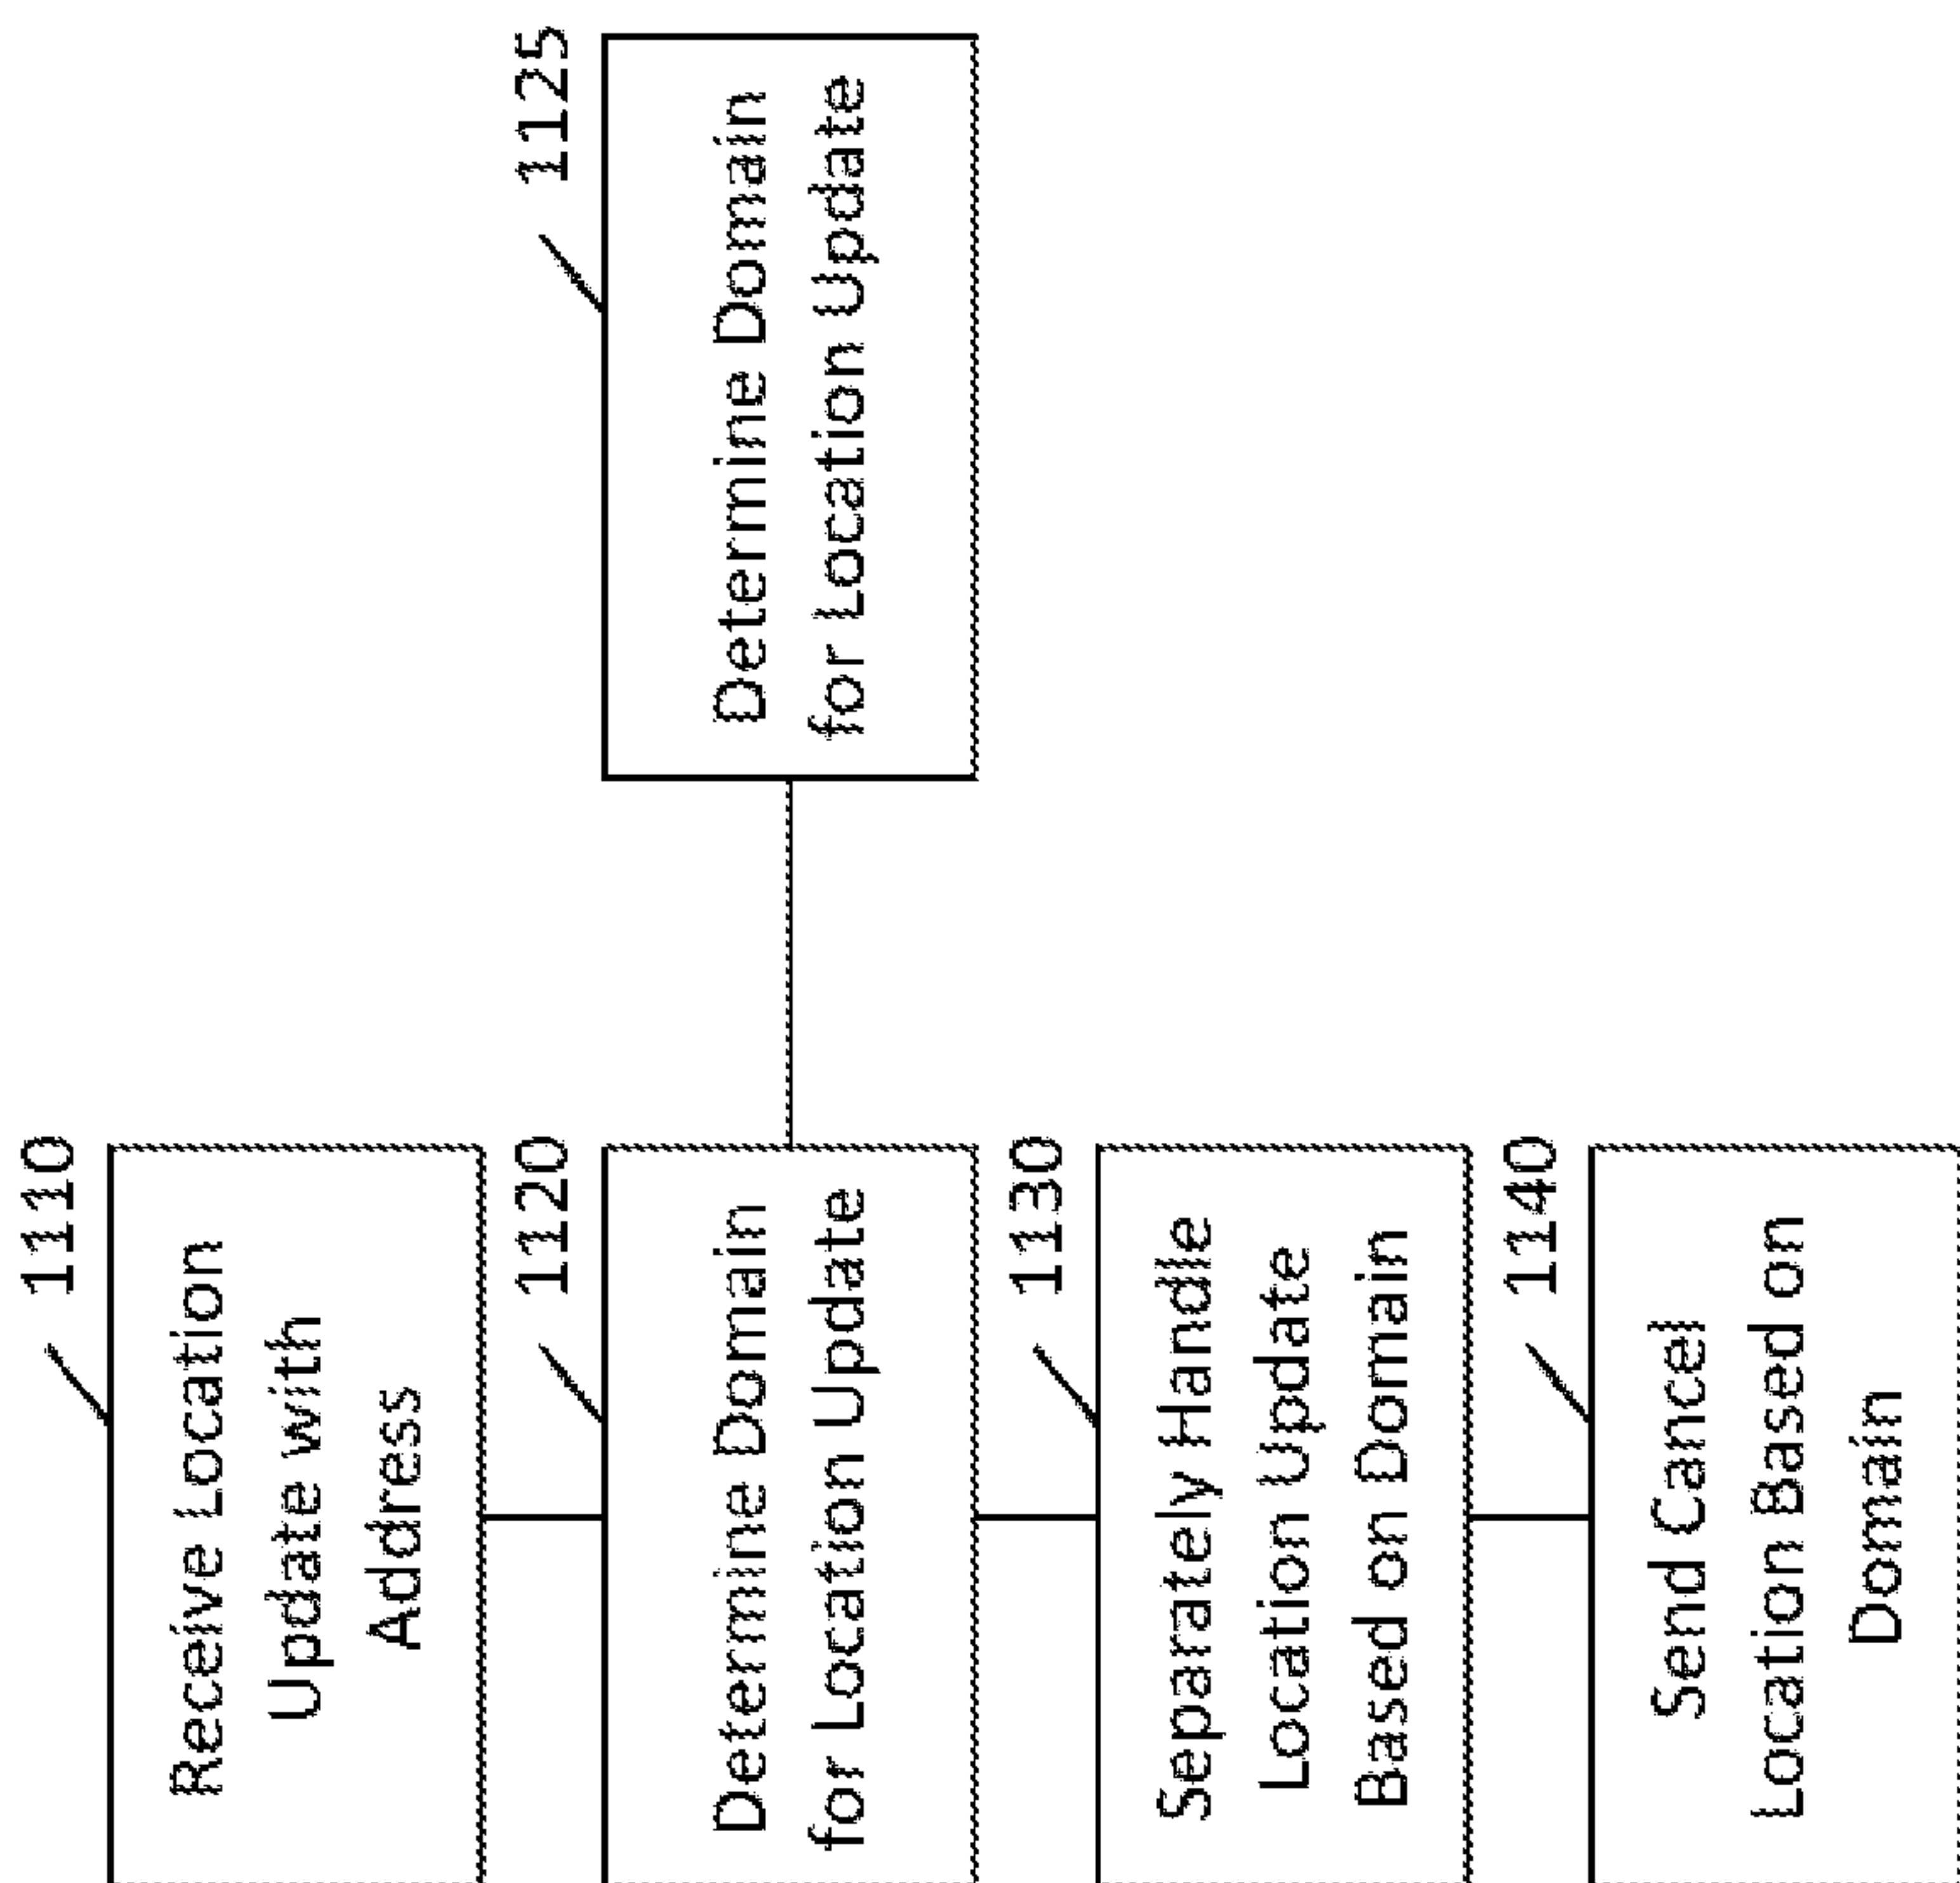 1110
Receive Location
Update with
Address
1120
Determine Domain
for Location Update
1125
Determine Domain
for Location Update
1130
Separately Handle
Location Update
Based on Domain
1140
Send Cancel
Location Based on
Domain